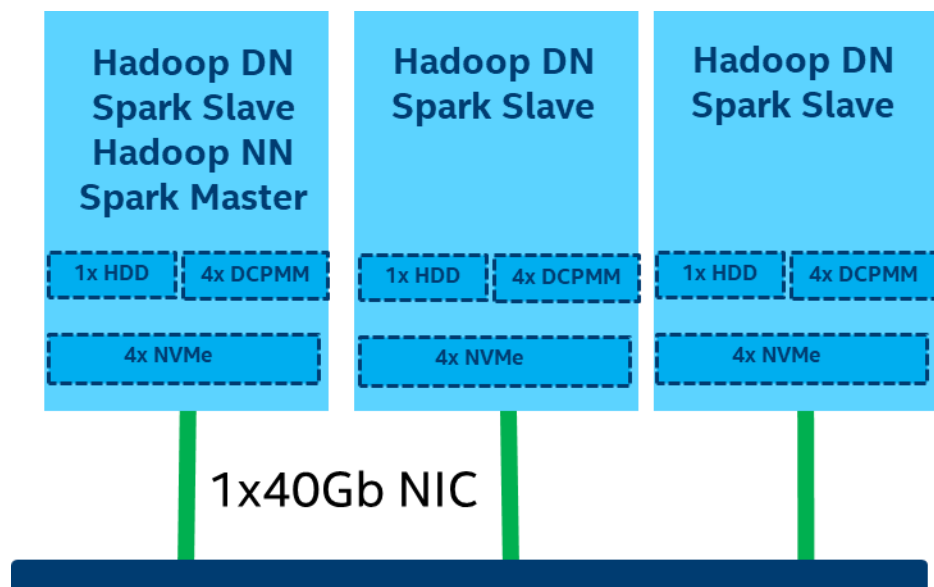 Hadoop DN
Spark Slave
Hadoop NN
Spark Master
1x HDD
4x DCPMM
4x NVMe
Hadoop DN
Spark Slave
1x HDD
4x DCPMM
4x NVMe
Hadoop DN
Spark Slave
1x HDD
4x DCPMM
4x NVMe
1x40Gb NIC